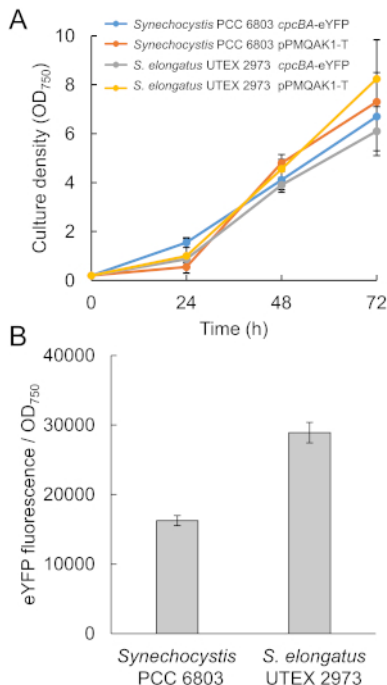 A
Synechocystis PCC 6803 cpcBA-eYFP
Synechocystis PCC 6803 pPMQAK1-T
S. elongatus UTEX 2973 cpcBA-eYFP
S. elongatus UTEX 2973 pPMQAK1-T
Culture density (OD750)
10
8
6
4
2
0
0 24 48 72
Time (h)
B
eYFP fluorescence / OD750
40000
30000
20000
10000
0
Synechocystis S. elongatus
PCC 6803 UTEX 2973